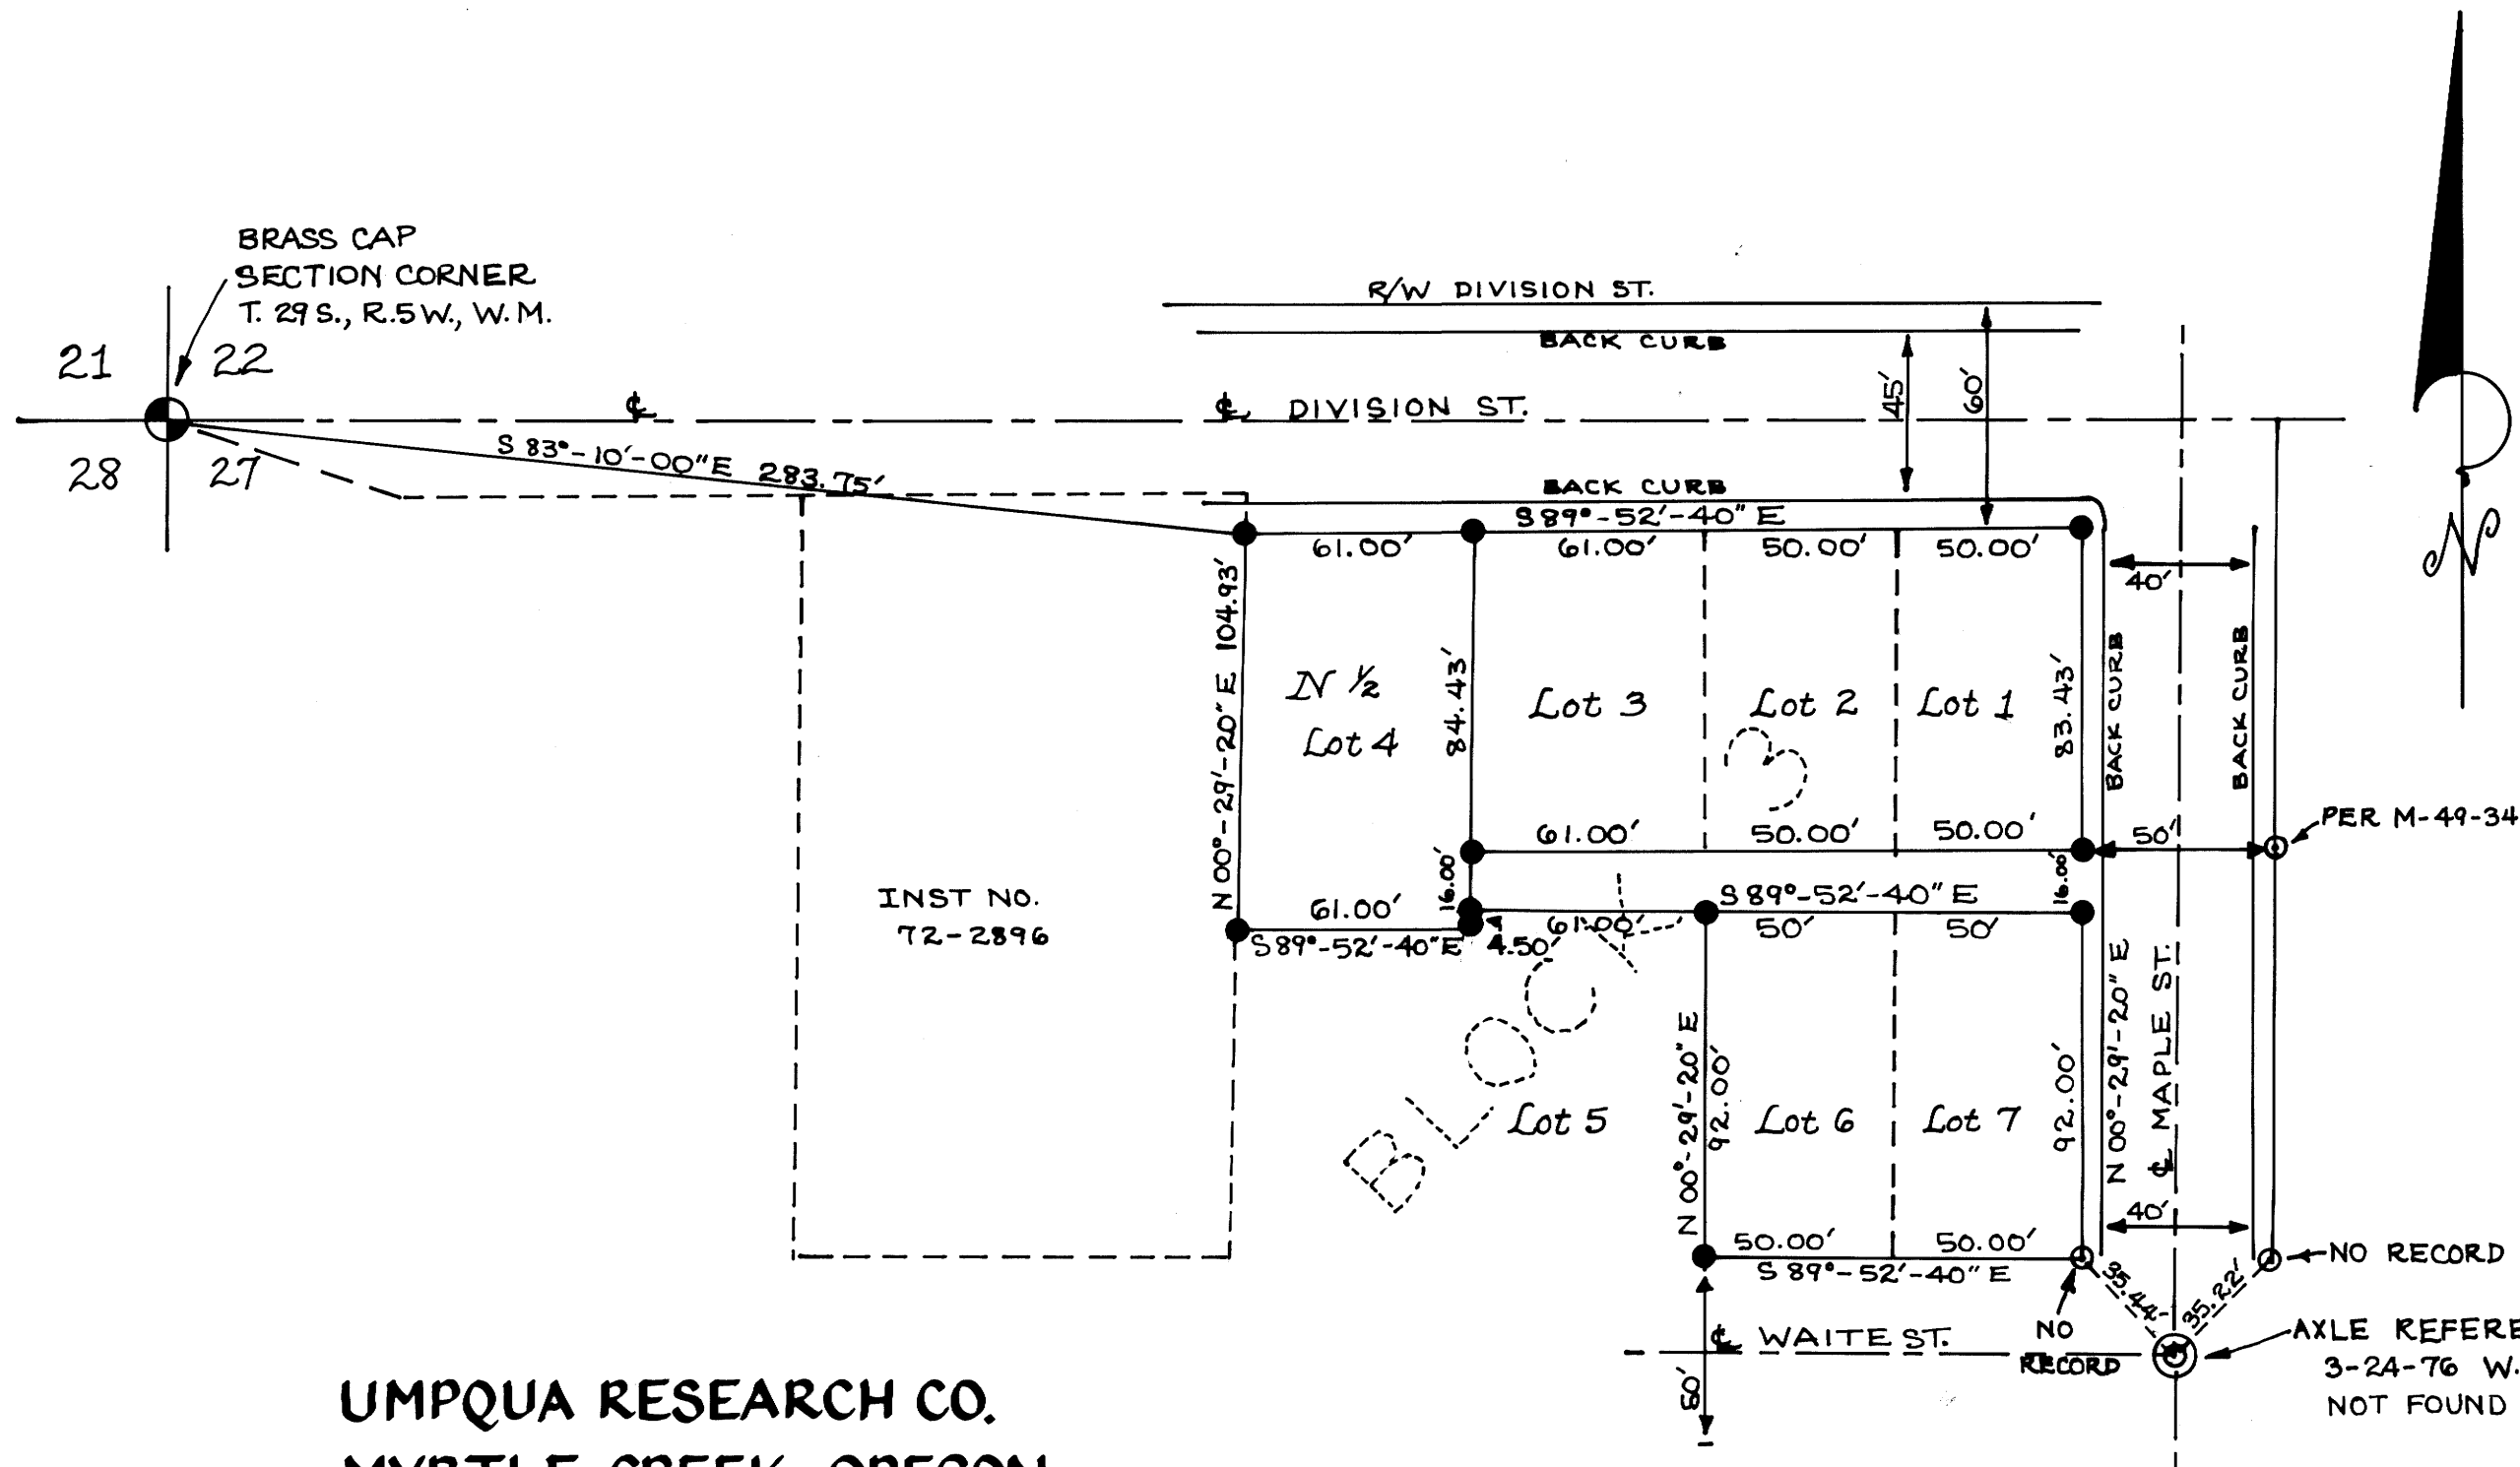 BRASS CAP
SECTION CORNER
T. 29 S., R. 5 W., W. M.
21
22
28
27
R/W DIVISION ST.
BACK CURB
45'
60'
℄
℄ DIVISION ST.
S 83°-10'-00" E 283.75'
BACK CURB
S 89°-52'-40" E
61.00'
61.00'
50.00'
50.00'
40'
N
N 00°-29'-20" E 104.93'
N ½
Lot 4
84.43'
Lot 3
Lot 2
Lot 1
83.43'
BACK CURB
BACK CURB
3
PER M-49-34
61.00'
50.00'
50.00'
50'
16.00'
16.00'
S 89°-52'-40" E
INST NO.
72-2896
61.00'
61.00'
50'
50'
S 89°-52'-40" E
4.50'
BLOCK
N 00°-29'-20" E
92.00'
Lot 5
Lot 6
Lot 7
92.00'
N 00°-29'-20" E
℄ MAPLE ST.
40'
50.00'
50.00'
S 89°-52'-40" E
NO RECORD
35.44'
35.22'
NO
RECORD
℄ WAITE ST.
AXLE REFERE
3-24-76 W.
NOT FOUND
UMPQUA RESEARCH CO.
MYRTLE CREEK, OREGON